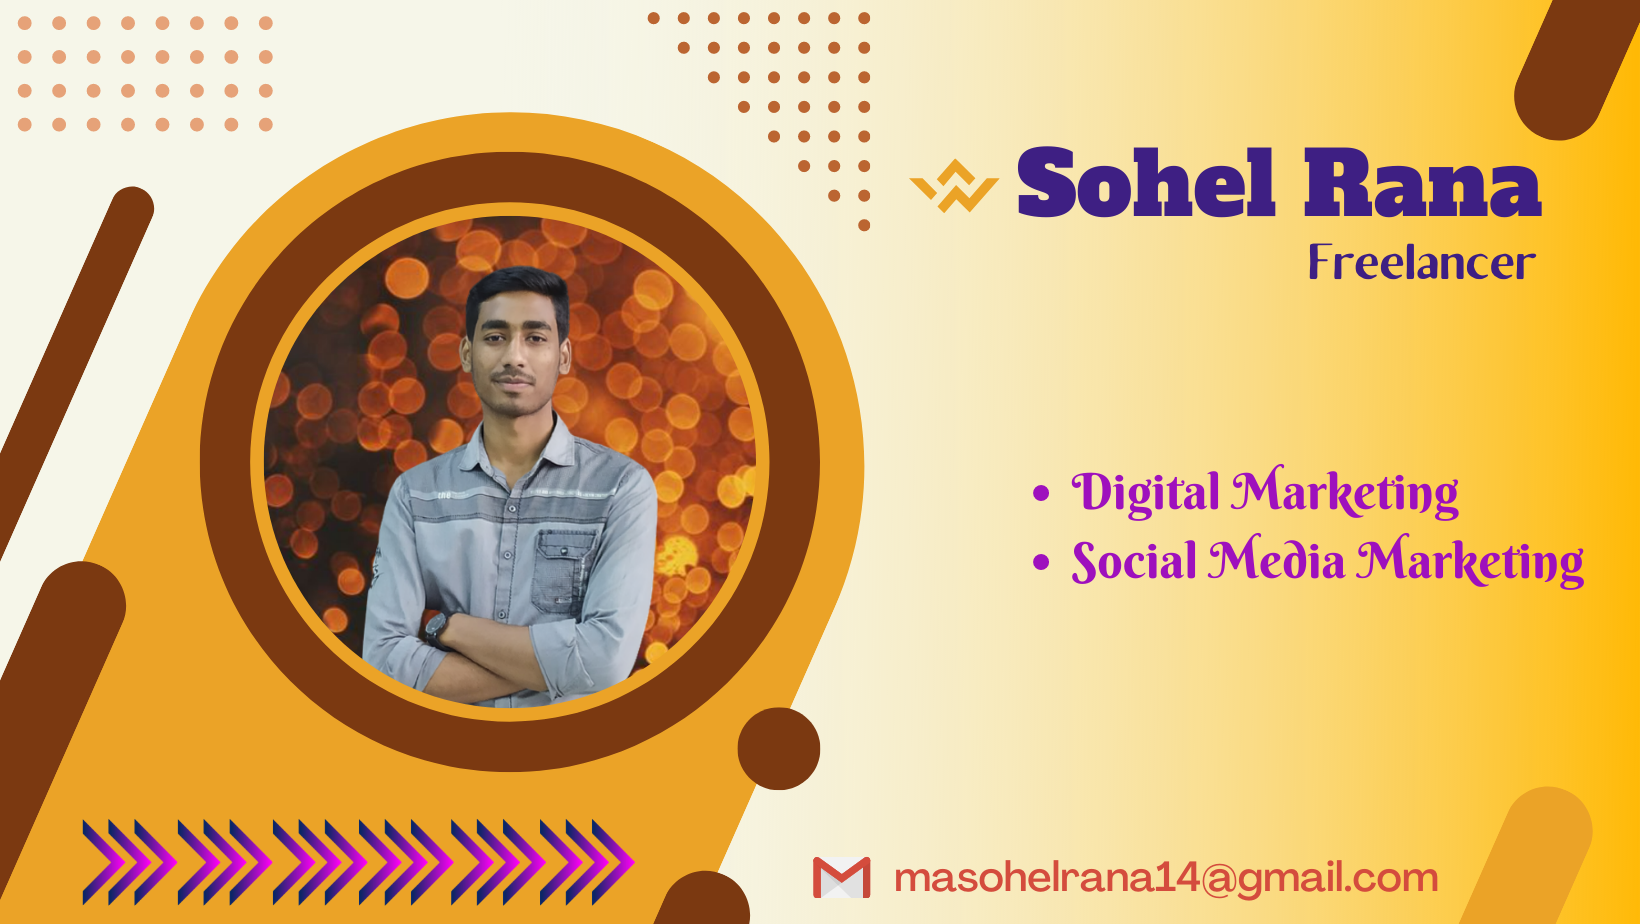 Sohel Rana
Freelancer
• Digital Marketing
• Social Media Marketing
masohelrana14@gmail.com